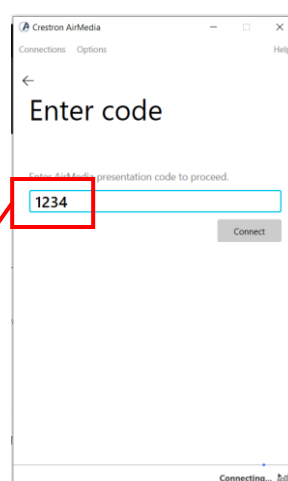 Crestron AirMedia
Connections Options Help
Enter code
Enter AirMedia presentation code to proceed.
1234
Connect
Connecting...